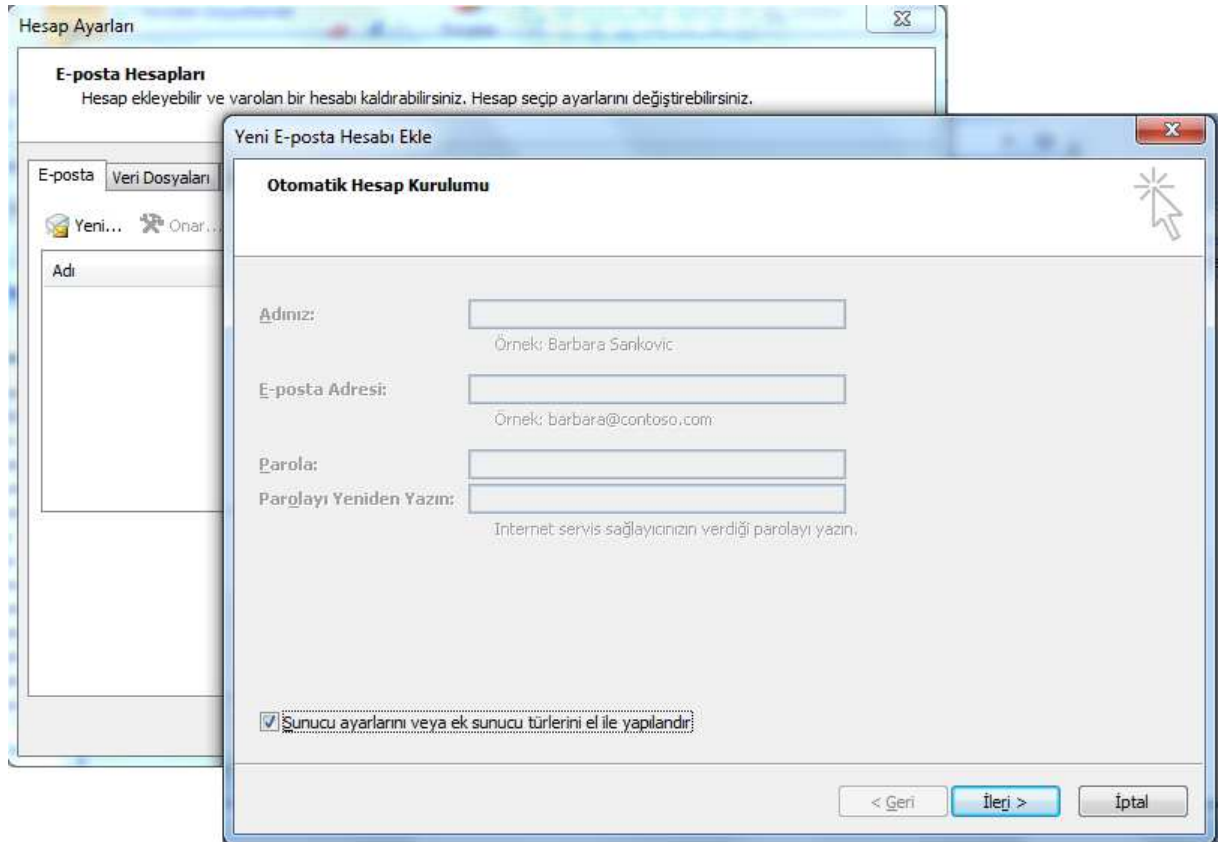 Hesap Ayarları
E-posta Hesapları
Hesap ekleyebilir ve varolan bir hesabı kaldırabilirsiniz. Hesap seçip ayarlarını değiştirebilirsiniz.
Yeni E-posta Hesabı Ekle
E-posta Veri Dosyaları
Otomatik Hesap Kurulumu
Yeni... Onar...
Adı
Adınız:
Örnek: Barbara Sankovic
E-posta Adresi:
Örnek: barbara@contoso.com
Parola:
Parolayı Yeniden Yazın:
Internet servis sağlayıcınızın verdiği parolayı yazın.
Sunucu ayarlarını veya ek sunucu türlerini el ile yapılandır
< Geri İleri > İptal